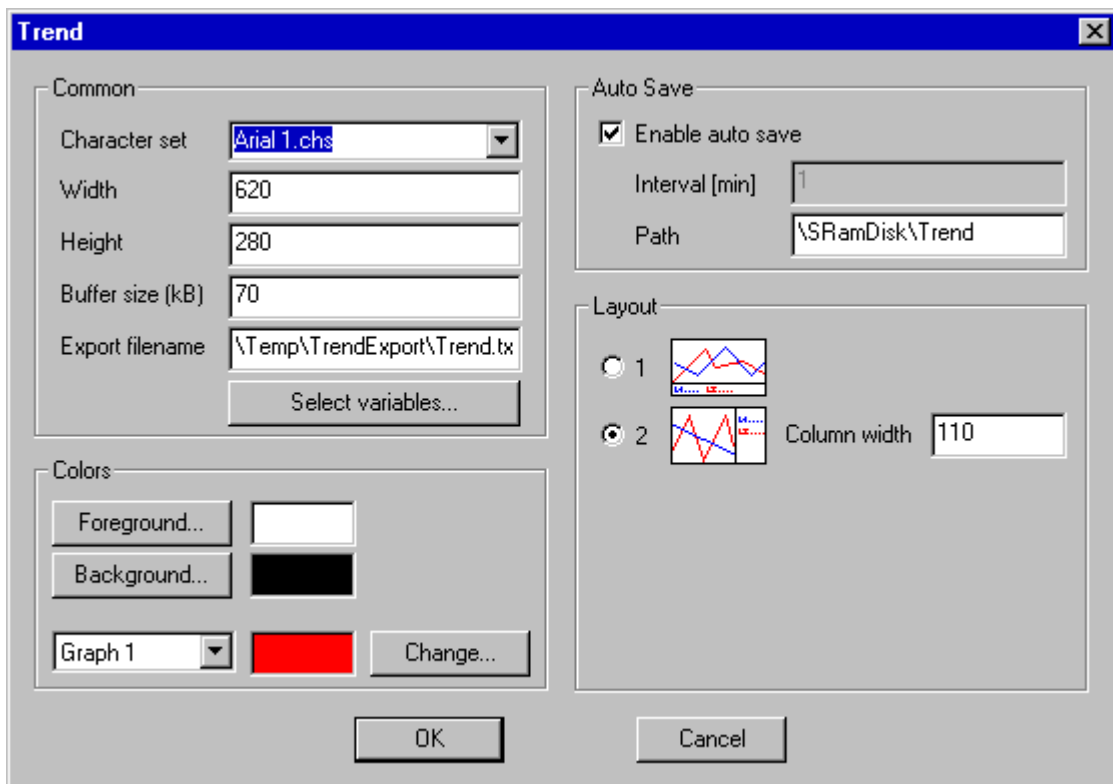 Trend
Common
Character set Arial 1.chs
Width 620
Height 280
Buffer size (kB) 70
Export filename \Temp\TrendExport\Trend.tx
Select variables...
Colors
Foreground...
Background...
Graph 1 Change...
Auto Save
Enable auto save
Interval [min] 1
Path \SRamDisk\Trend
Layout
1
2 Column width 110
OK Cancel